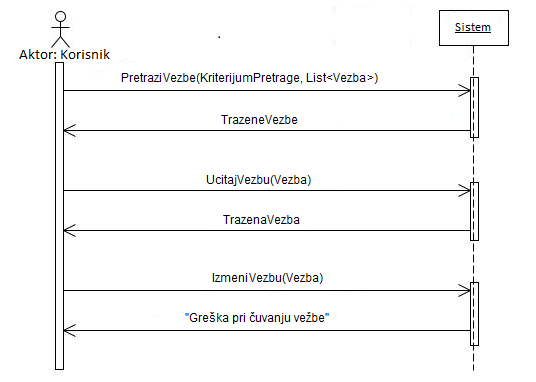 Sistem
Aktor: Korisnik
PretraziVezbe(KriterijumPretrage, List<Vezba>)
TrazeneVezbe
UcitajVezbu(Vezba)
TrazenaVezba
IzmeniVezbu(Vezba)
"Greška pri čuvanju vežbe"